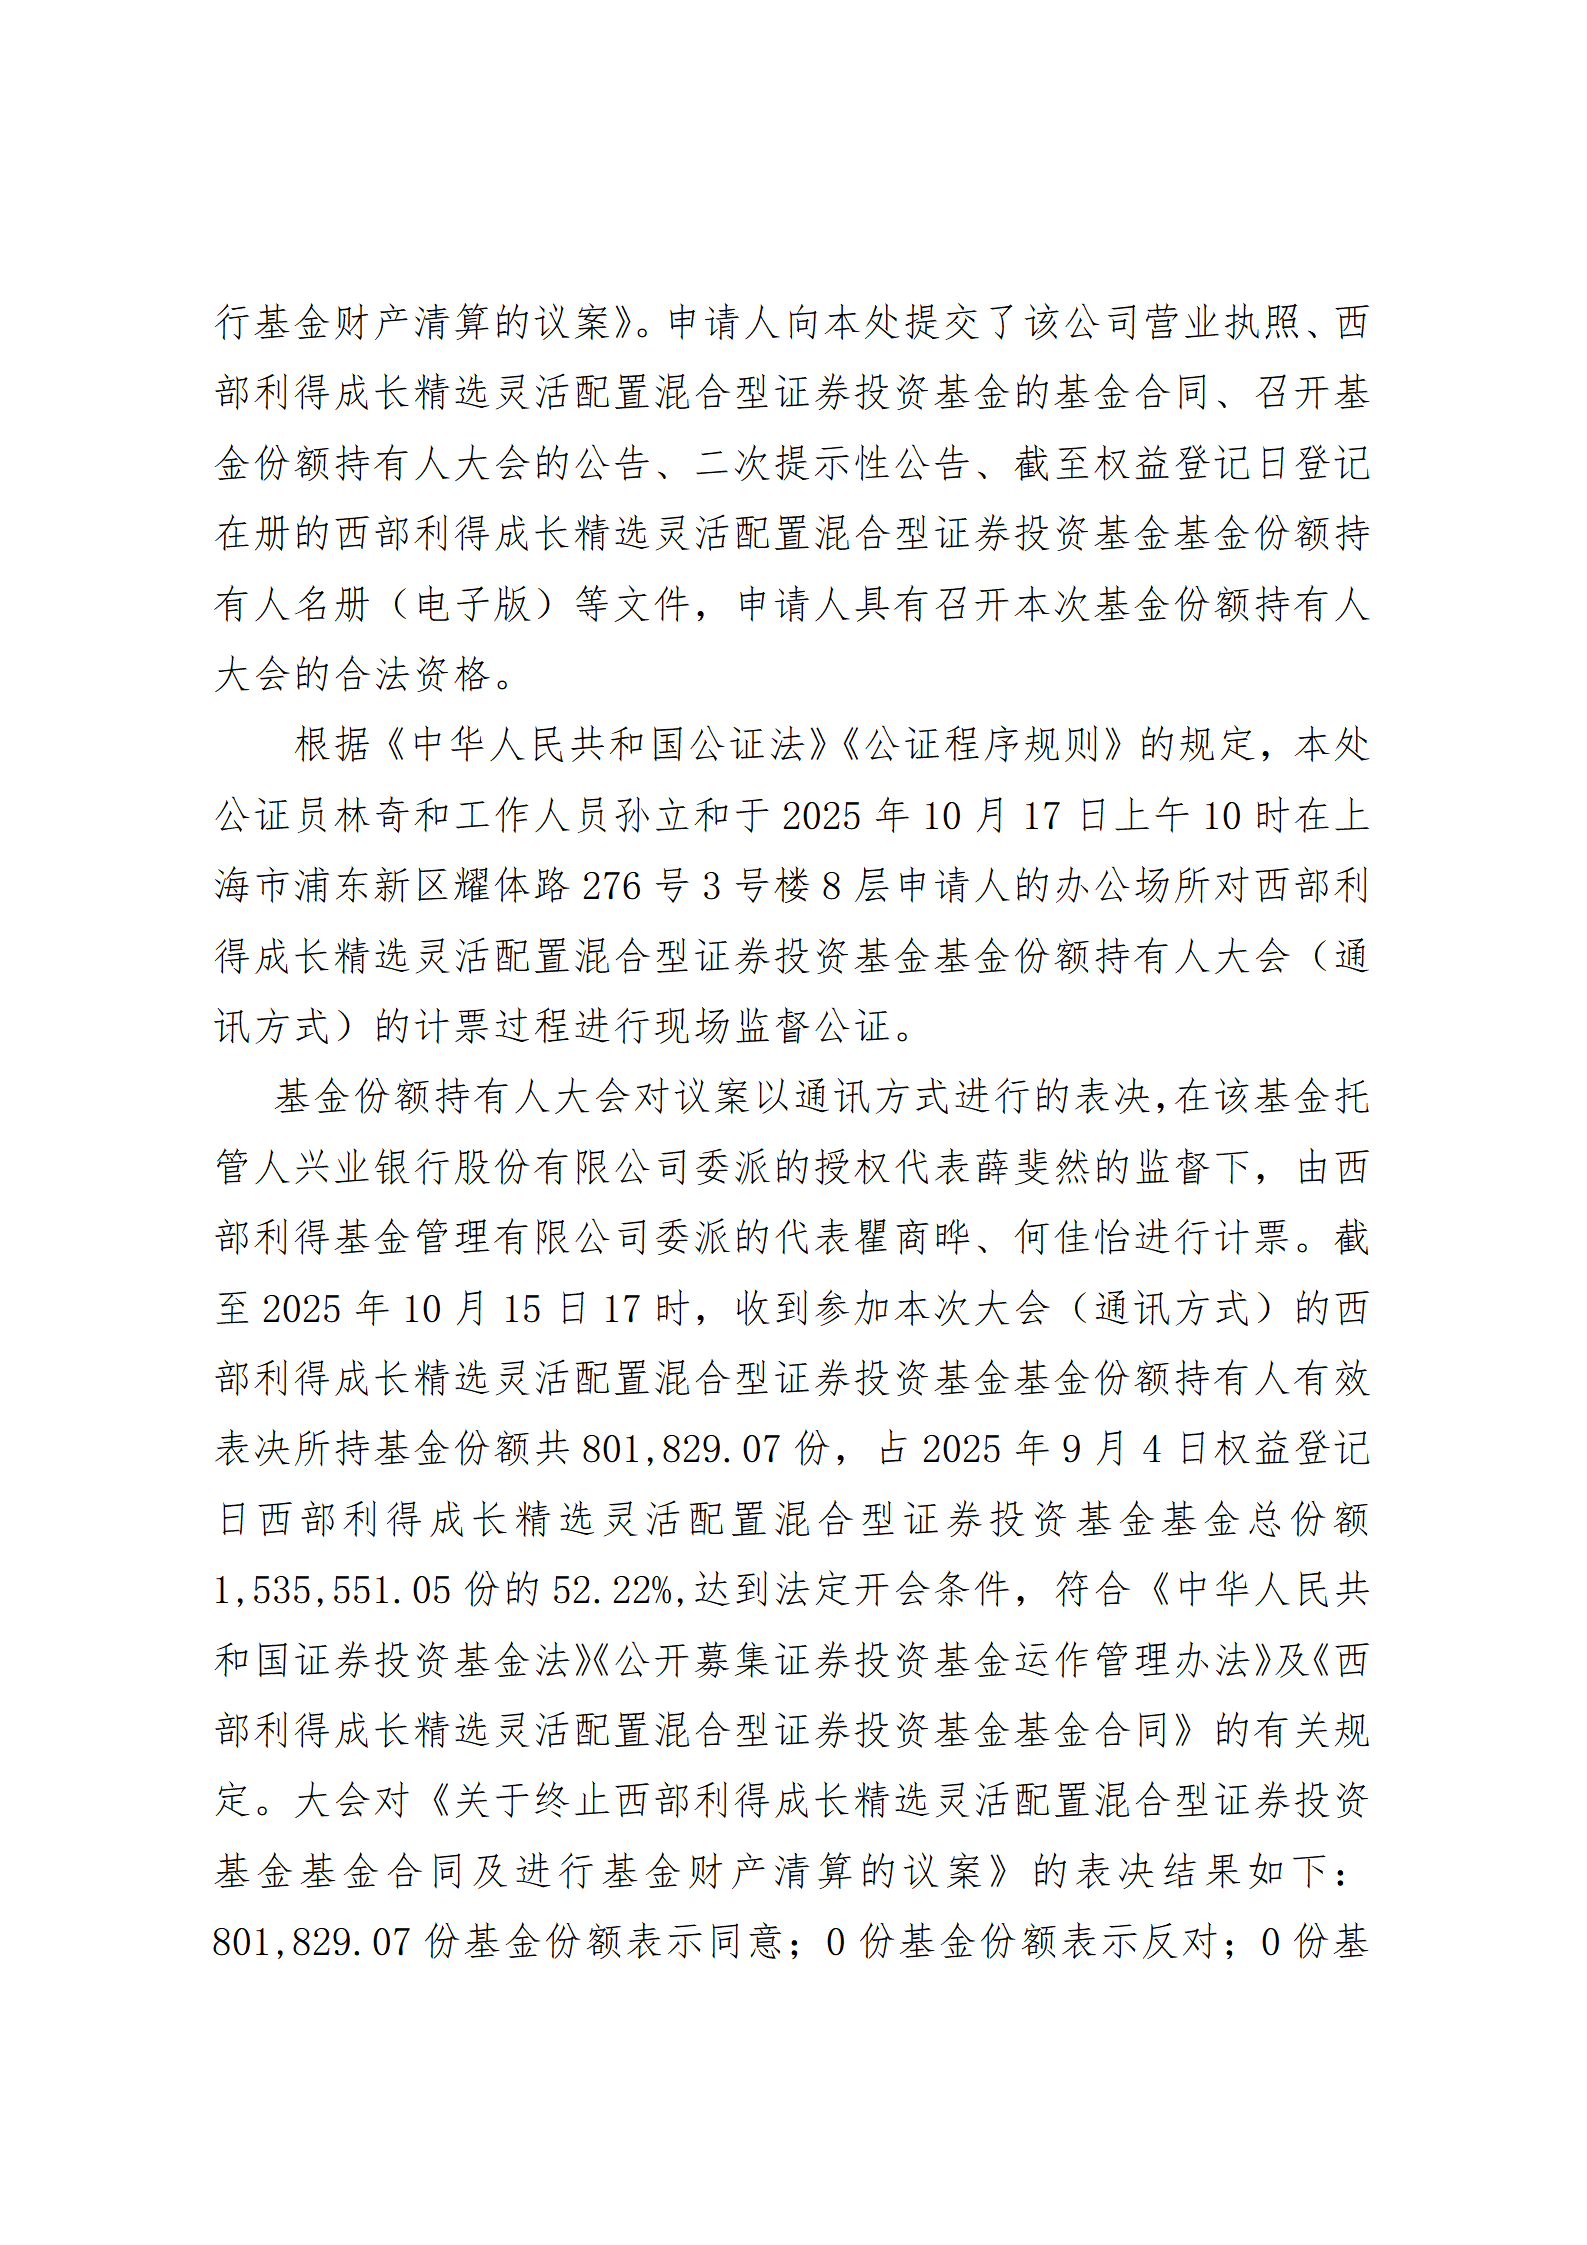 行基金财产清算的议案》。申请人向本处提交了该公司营业执照、西
部利得成长精选灵活配置混合型证券投资基金的基金合同、召开基
金份额持有人大会的公告、二次提示性公告、截至权益登记日登记
在册的西部利得成长精选灵活配置混合型证券投资基金基金份额持
有人名册（电子版）等文件，申请人具有召开本次基金份额持有人
大会的合法资格。
根据《中华人民共和国公证法》《公证程序规则》的规定，本处
公证员林奇和工作人员孙立和于 2025 年 10 月 17 日上午 10 时在上
海市浦东新区耀体路 276 号 3 号楼 8 层申请人的办公场所对西部利
得成长精选灵活配置混合型证券投资基金基金份额持有人大会（通
讯方式）的计票过程进行现场监督公证。
基金份额持有人大会对议案以通讯方式进行的表决，在该基金托
管人兴业银行股份有限公司委派的授权代表薛斐然的监督下，由西
部利得基金管理有限公司委派的代表瞿商晔、何佳怡进行计票。截
至 2025 年 10 月 15 日 17 时，收到参加本次大会（通讯方式）的西
部利得成长精选灵活配置混合型证券投资基金基金份额持有人有效
表决所持基金份额共 801,829.07 份，占 2025 年 9 月 4 日权益登记
日西部利得成长精选灵活配置混合型证券投资基金基金总份额
1,535,551.05 份的 52.22%,达到法定开会条件，符合《中华人民共
和国证券投资基金法》《公开募集证券投资基金运作管理办法》及《西
部利得成长精选灵活配置混合型证券投资基金基金合同》的有关规
定。大会对《关于终止西部利得成长精选灵活配置混合型证券投资
基金基金合同及进行基金财产清算的议案》的表决结果如下：
801,829.07 份基金份额表示同意；0 份基金份额表示反对；0 份基